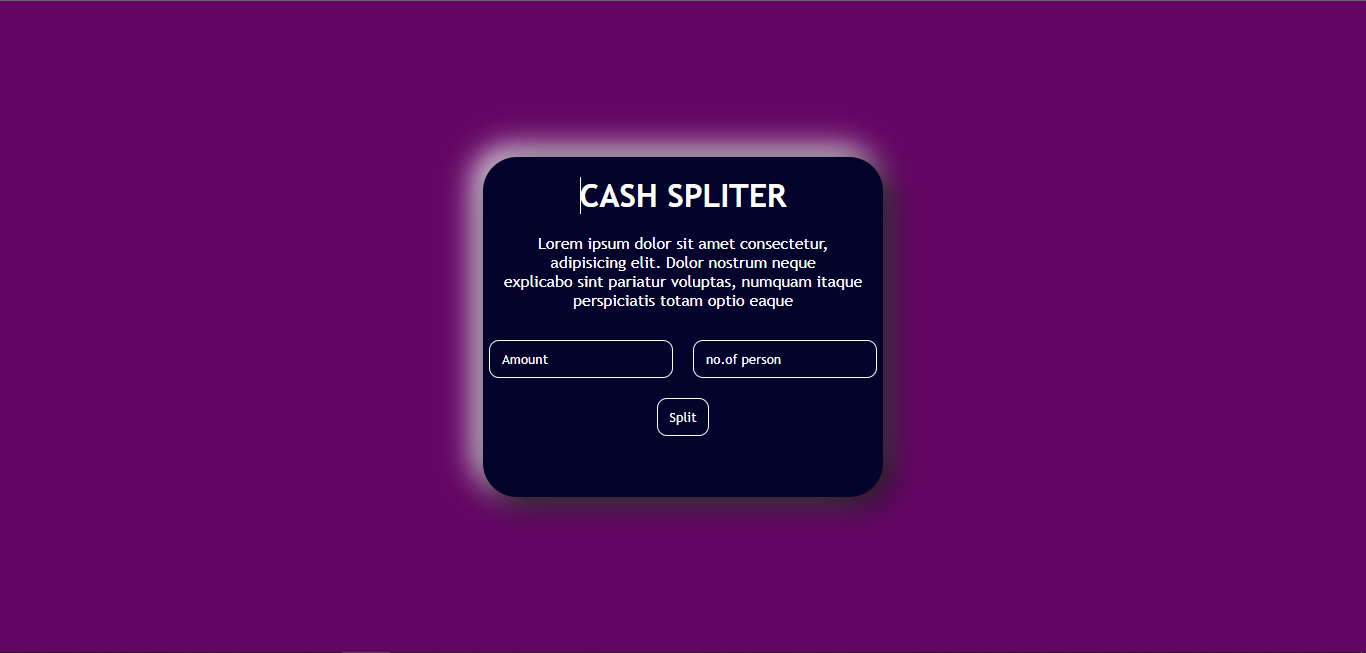 CASH SPLITER
Lorem ipsum dolor sit amet consectetur,
adipisicing elit. Dolor nostrum neque
explicabo sint pariatur voluptas, numquam itaque
perspiciatis totam optio eaque
Amount no.of person
Split